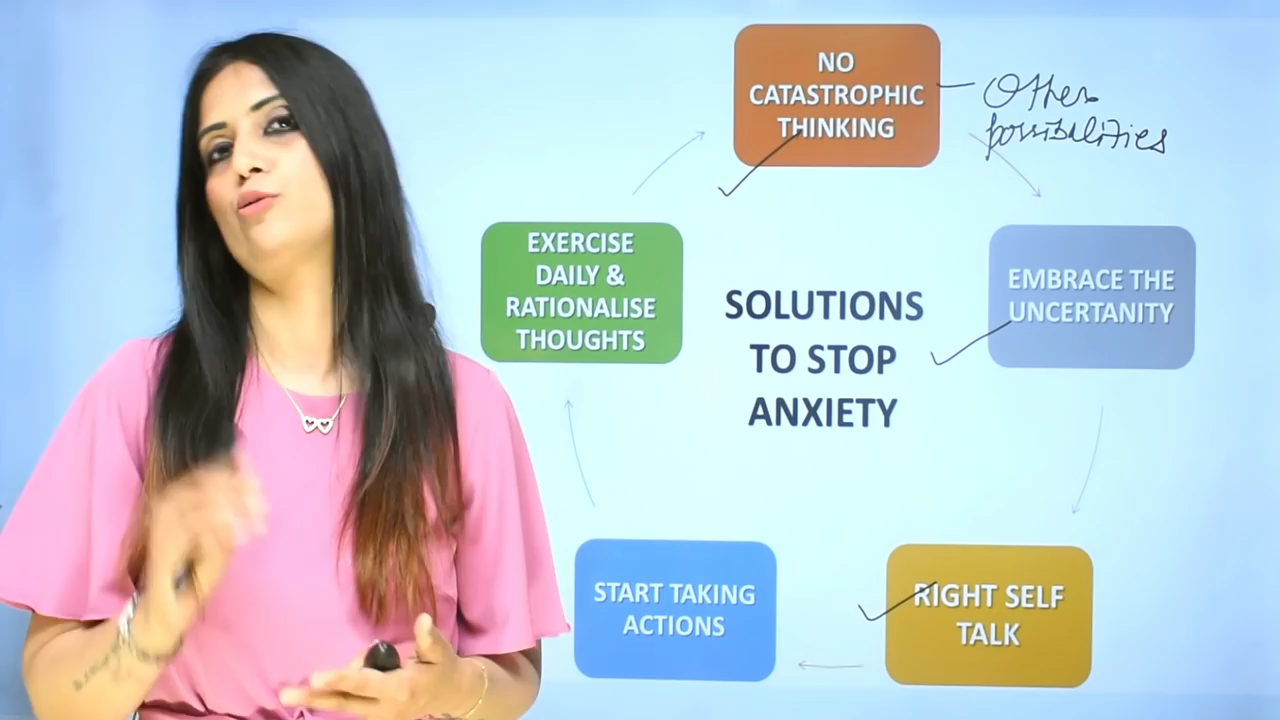 NO
CATASTROPHIC
THINKING
Other
possibilities
EMBRACE THE
UNCERTANITY
RIGHT SELF
TALK
START TAKING
ACTIONS
EXERCISE
DAILY &
RATIONALISE
THOUGHTS
SOLUTIONS
TO STOP
ANXIETY